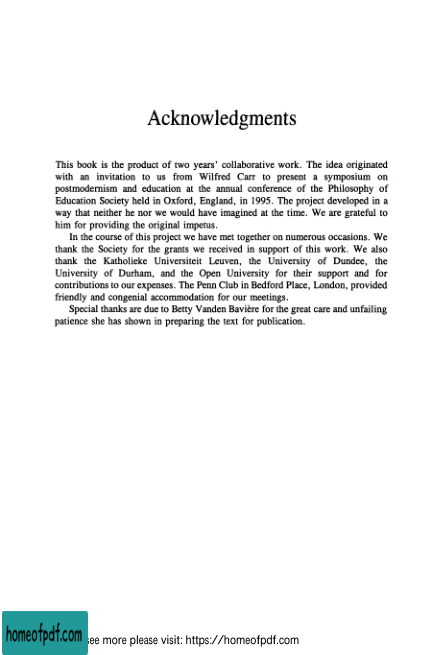 Acknowledgments
This book is the product of two years' collaborative work. The idea originated
with an invitation to us from Wilfred Carr to present a symposium on
postmodernism and education at the annual conference of the Philosophy of
Education Society held in Oxford, England, in 1995. The project developed in a
way that neither he nor we would have imagined at the time. We are grateful to
him for providing the original impetus.
In the course of this project we have met together on numerous occasions. We
thank the Society for the grants we received in support of this work. We also
thank the Katholieke Universiteit Leuven, the University of Dundee, the
University of Durham, and the Open University for their support and for
contributions to our expenses. The Penn Club in Bedford Place, London, provided
friendly and congenial accommodation for our meetings.
Special thanks are due to Betty Vanden Bavière for the great care and unfailing
patience she has shown in preparing the text for publication.
homeofpdf.com see more please visit: https://homeofpdf.com